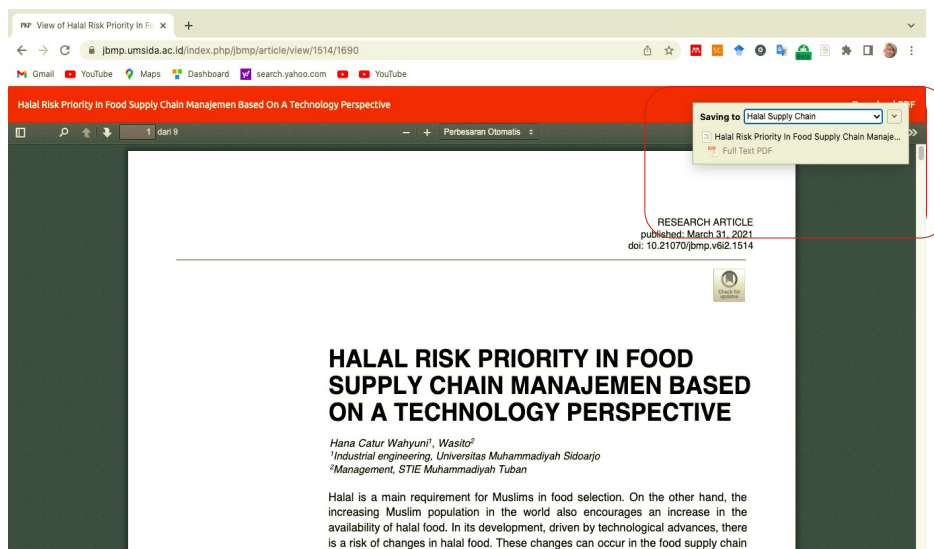 PKP View of Halal Risk Priority In Fo
jbmp.umsida.ac.id/index.php/jbmp/article/view/1514/1690
Gmail YouTube Maps Dashboard search.yahoo.com YouTube
Halal Risk Priority In Food Supply Chain Manajemen Based On A Technology Perspective
PDF
Saving to Halal Supply Chain
Halal Risk Priority In Food Supply Chain Manaje...
Full Text PDF
1 dari 9 Perbesaran Otomatis
RESEARCH ARTICLE
published: March 31, 2021
doi: 10.21070/jbmp.v6i2.1514
Check for
updates
HALAL RISK PRIORITY IN FOOD
SUPPLY CHAIN MANAJEMEN BASED
ON A TECHNOLOGY PERSPECTIVE
Hana Catur Wahyuni¹, Wasito²
¹Industrial engineering, Universitas Muhammadiyah Sidoarjo
²Management, STIE Muhammadiyah Tuban
Halal is a main requirement for Muslims in food selection. On the other hand, the
increasing Muslim population in the world also encourages an increase in the
availability of halal food. In its development, driven by technological advances, there
is a risk of changes in halal food. These changes can occur in the food supply chain